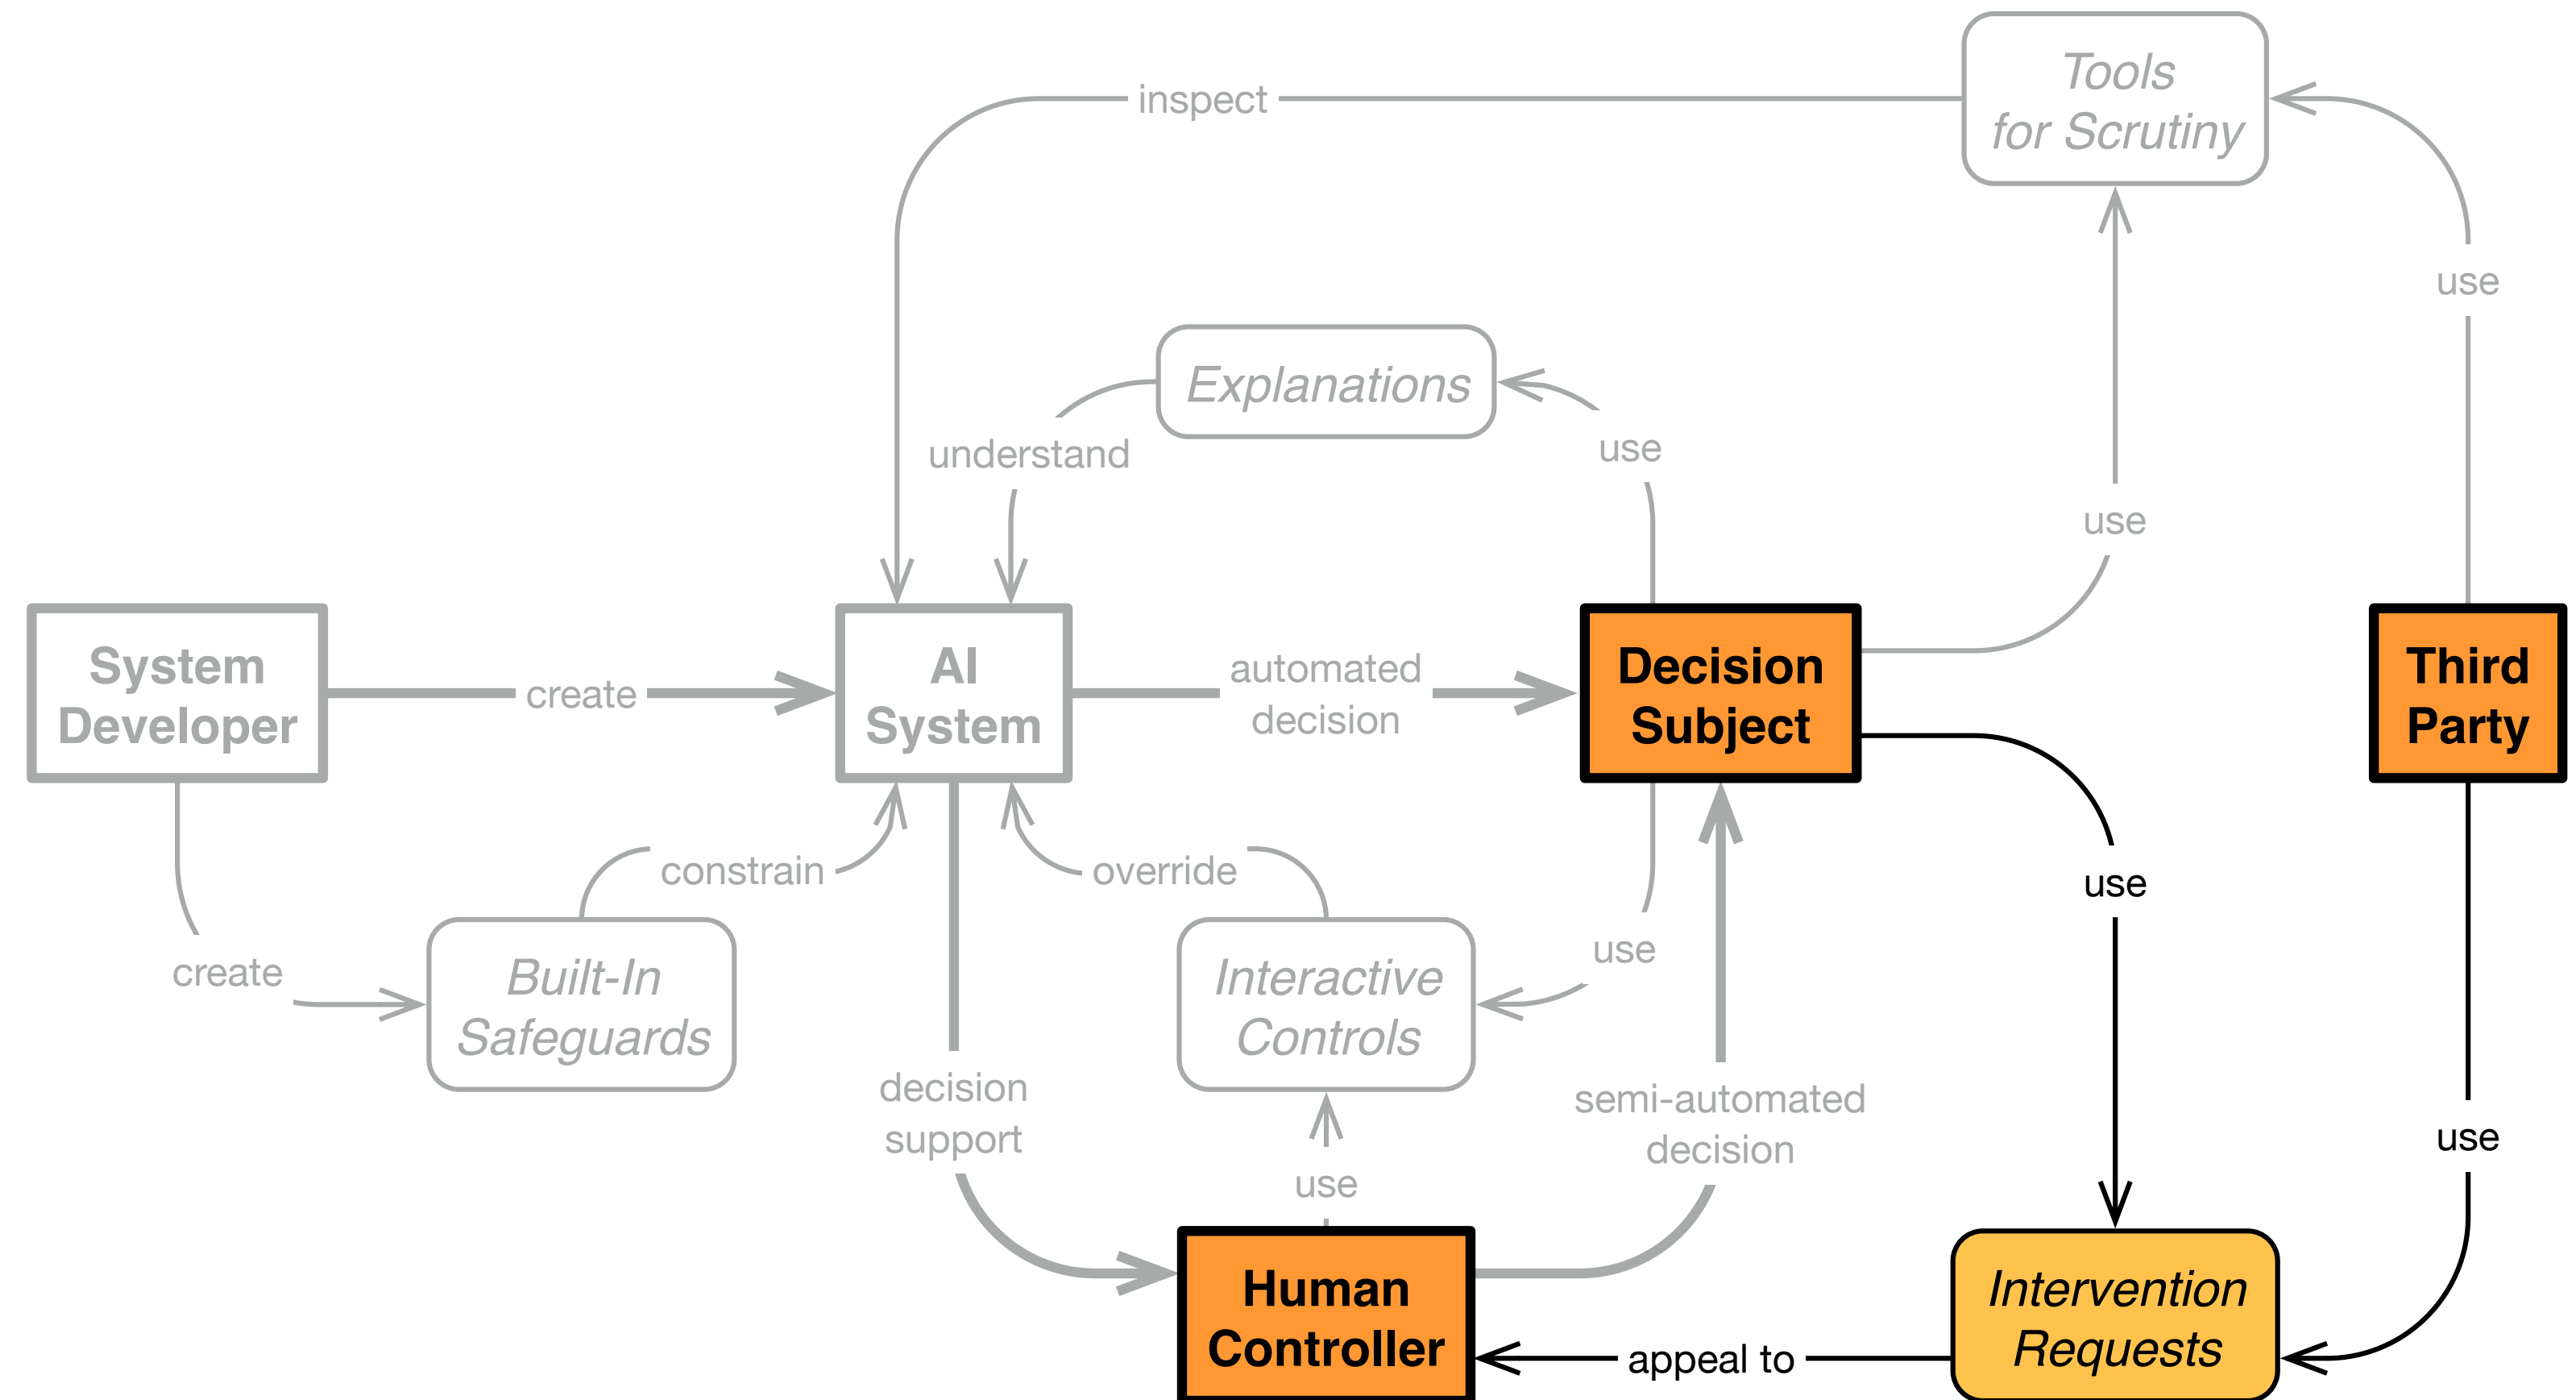 Tools
for Scrutiny
inspect
use
Explanations
understand
use
use
System
Developer
create
AI
System
automated
decision
Decision
Subject
Third
Party
constrain
override
use
create
Built-In
Safeguards
Interactive
Controls
use
decision
support
semi-automated
decision
use
use
Human
Controller
appeal to
Intervention
Requests